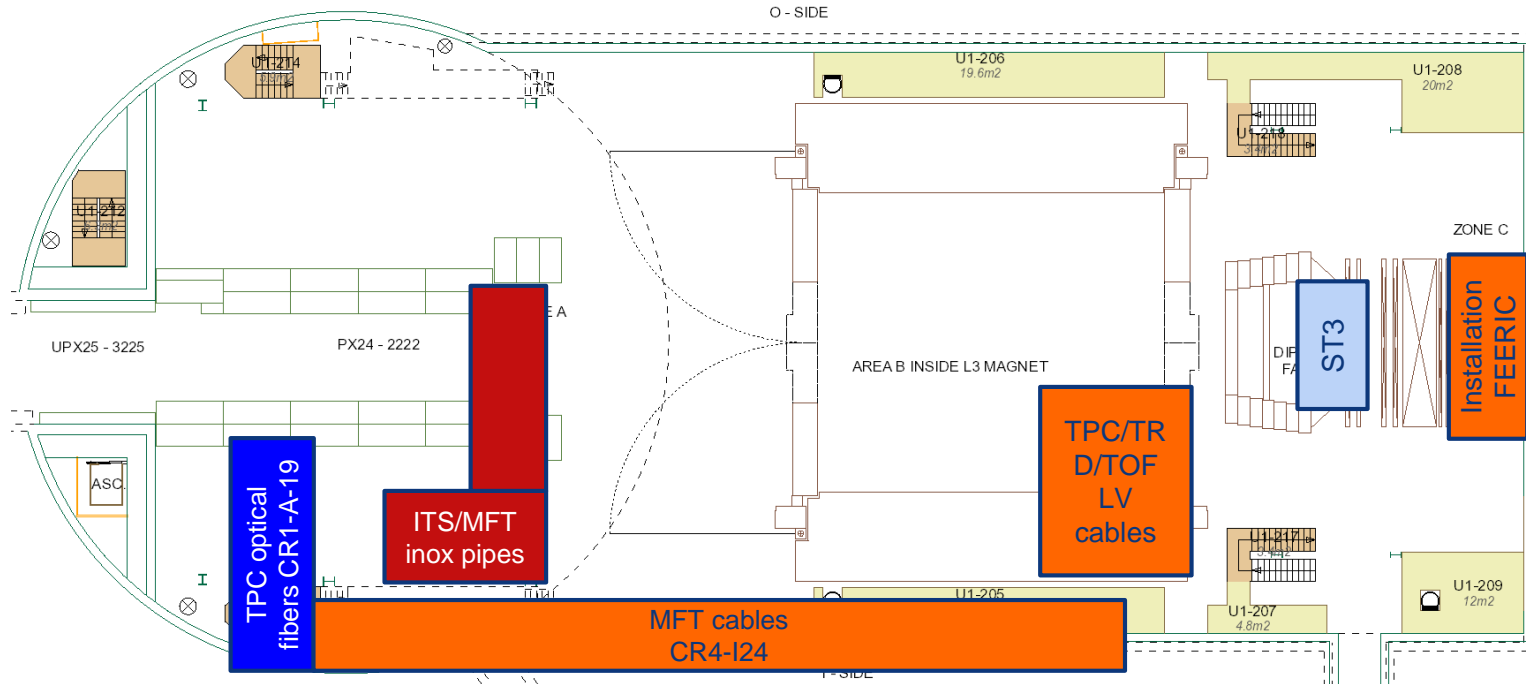 O - SIDE
U1-214
U1-206
19.6m2
U1-208
20m2
U1-218
U1-212
ZONE C
E A
UPX25 - 3225
PX24 - 2222
AREA B INSIDE L3 MAGNET
ST3
Installation
FEERIC
TPC/TR
D/TOF
LV
cables
ASC.
TPC optical
fibers CR1-A-19
ITS/MFT
inox pipes
U1-217
U1-205
U1-209
12m2
U1-207
4.8m2
MFT cables
CR4-I24
I - SIDE